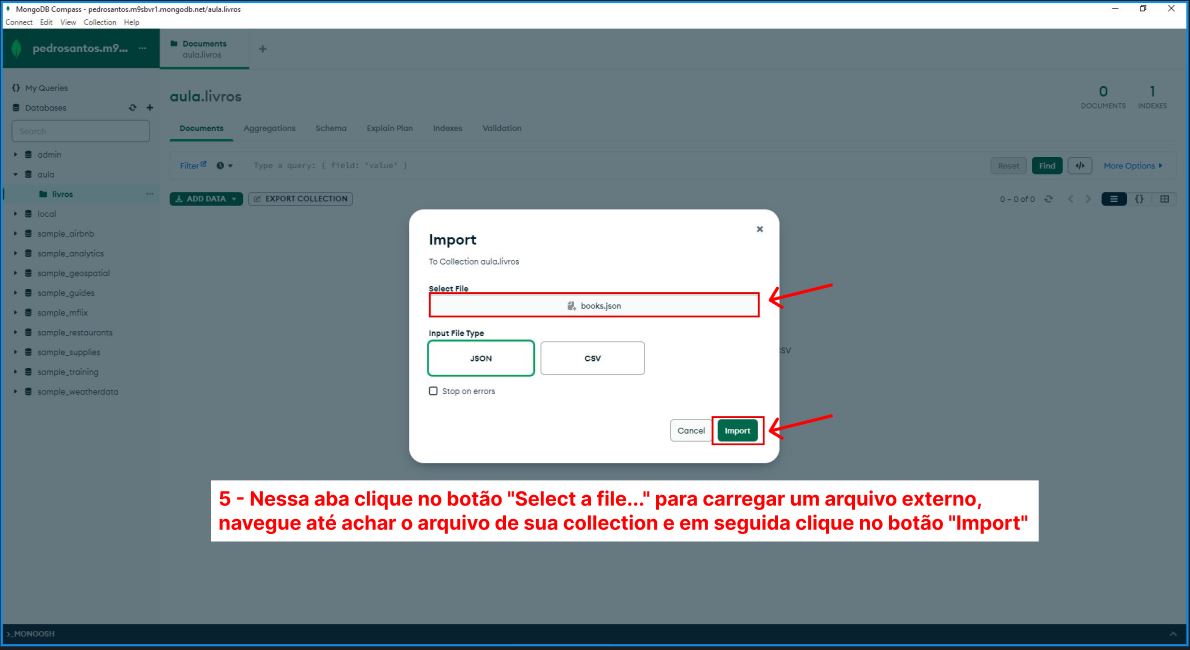 MongoDB Compass - pedrosantos.m9sbvr1.mongodb.net/aula.livros
Connect Edit View Collection Help
pedrosantos.m9... ...
Documents
aula.livros
+
{} My Queries
Databases
Search
admin
aula
livros
local
sample_airbnb
sample_analytics
sample_geospatial
sample_guides
sample_mflix
sample_restaurants
sample_supplies
sample_training
sample_weatherdata
aula.livros
0
DOCUMENTS
1
INDEXES
Documents Aggregations Schema Explain Plan Indexes Validation
Filter Type a query: { field: "value" } Reset Find </> More Options
ADD DATA EXPORT COLLECTION 0 – 0 of 0 {}
Import
To Collection aula.livros
Select File
books.json
Input File Type
JSON CSV
Stop on errors
Cancel Import
SV
5 - Nessa aba clique no botão "Select a file..." para carregar um arquivo externo,
navegue até achar o arquivo de sua collection e em seguida clique no botão "Import"
>_MONGOSH